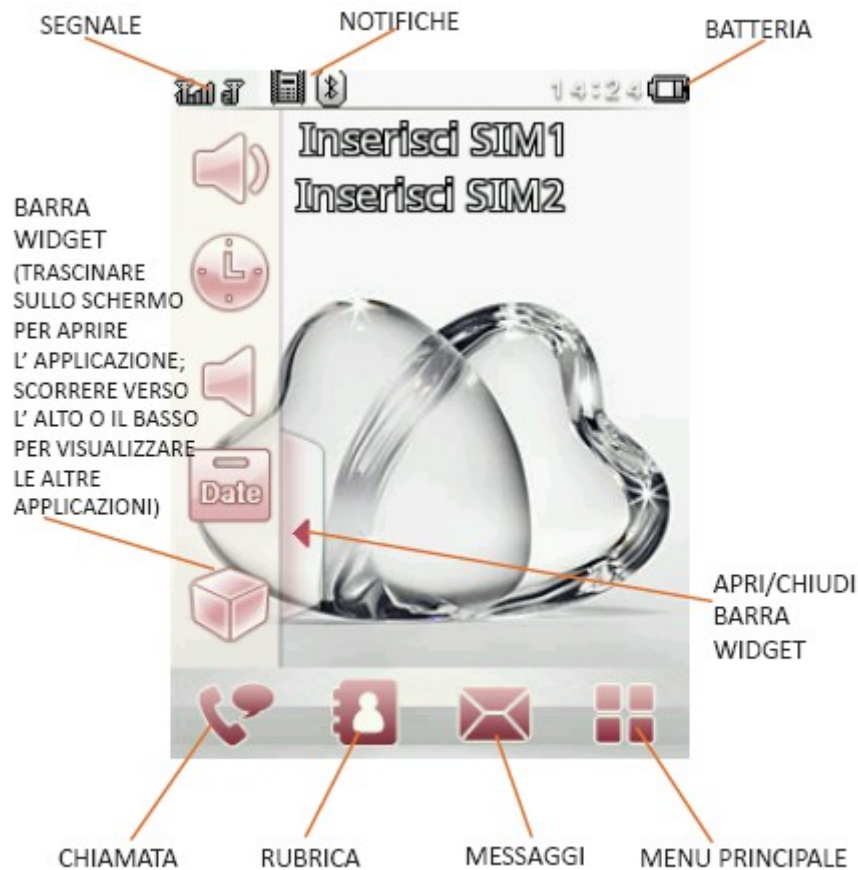 SEGNALE
NOTIFICHE
BATTERIA
14:24
Inserisci SIM1
Inserisci SIM2
BARRA
WIDGET
(TRASCINARE
SULLO SCHERMO
PER APRIRE
L’ APPLICAZIONE;
SCORRERE VERSO
L’ ALTO O IL BASSO
PER VISUALIZZARE
LE ALTRE
APPLICAZIONI)
Date
APRI/CHIUDI
BARRA
WIDGET
CHIAMATA
RUBRICA
MESSAGGI
MENU PRINCIPALE